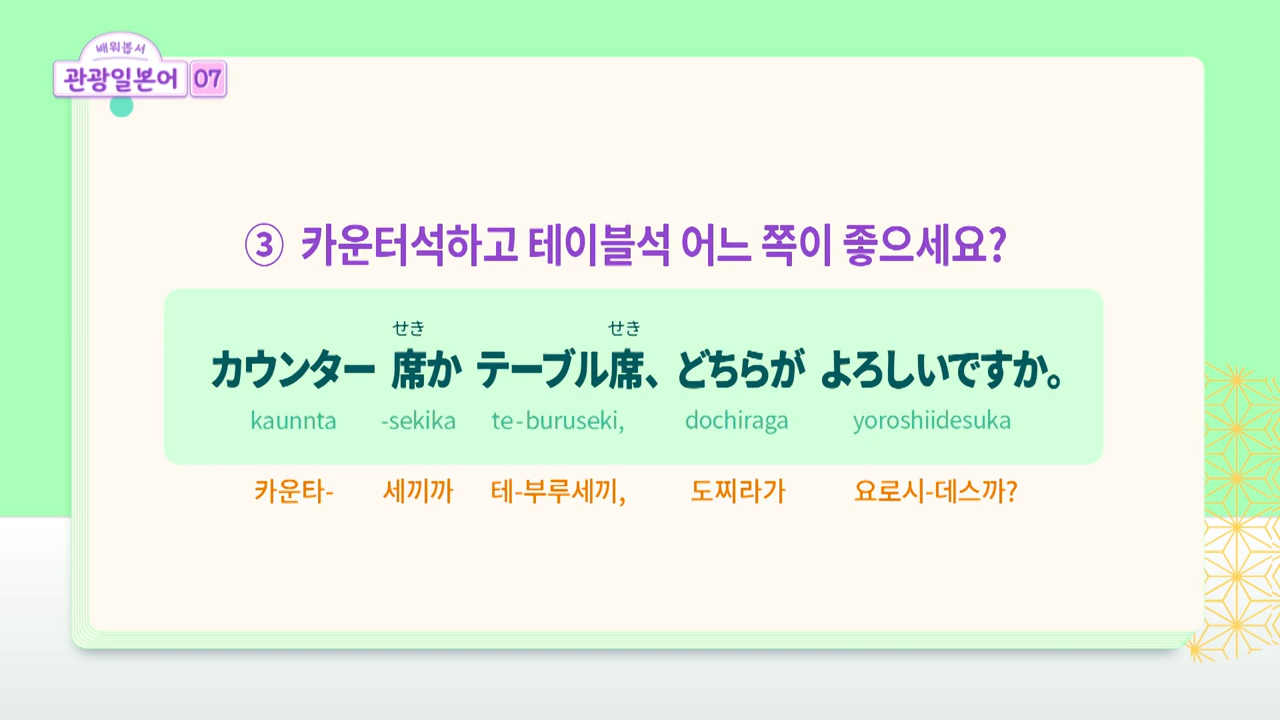 배워봅서
관광일본어 07
③ 카운터석하고 테이블석 어느 쪽이 좋으세요?
せき せき
カウンター 席か テーブル席、 どちらが よろしいですか。
kaunnta -sekika te-buruseki, dochiraga yoroshiidesuka
카운타- 세끼까 테-부루세끼, 도찌라가 요로시-데스까?